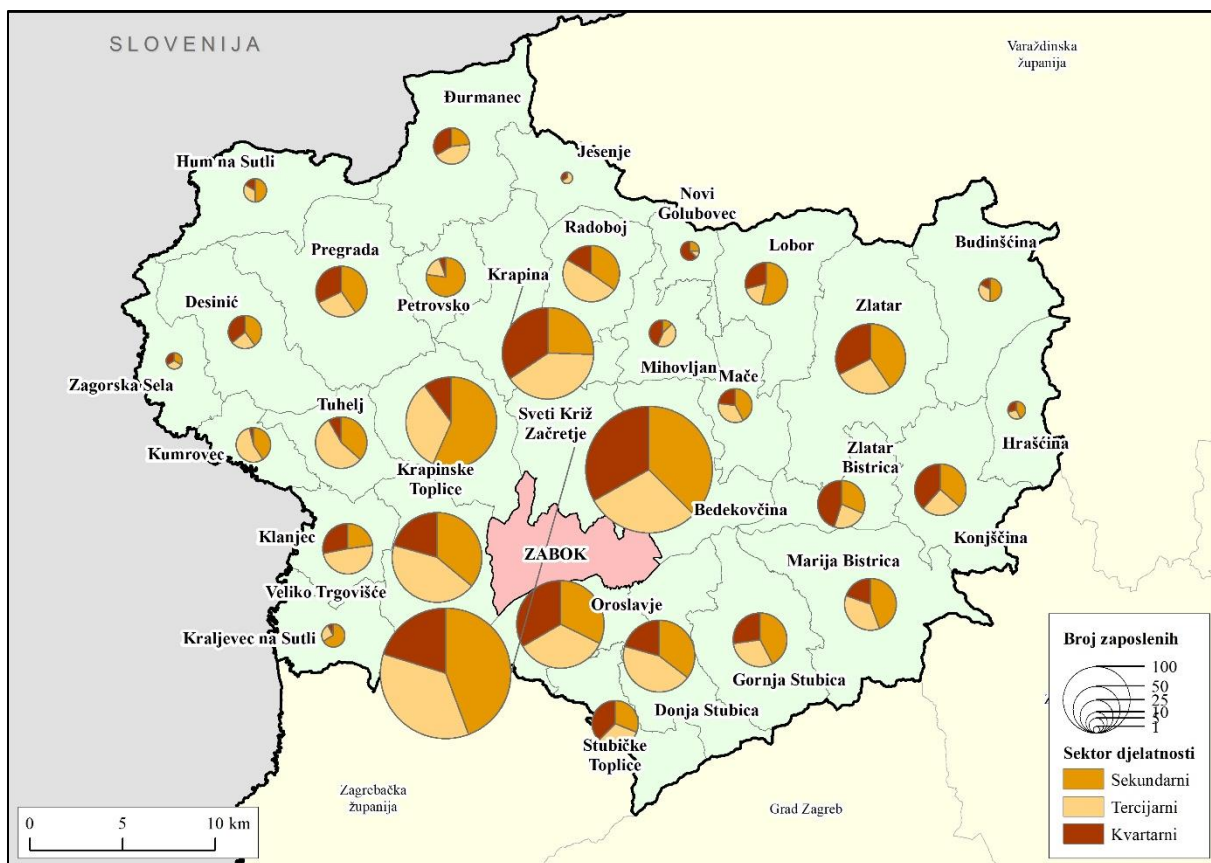 SLOVENIJA
Varaždinska
županija
Đurmanec
Hum na Sutli
Jesenje
Novi
Golubovec
Radoboj
Lobor
Budinšćina
Pregrada
Krapina
Petrovsko
Zlatar
Desinić
Mihovljan
Zagorska Sela
Mače
Tuhelj
Sveti Križ
Začretje
Hrašćina
Kumrovec
Krapinske
Toplice
Zlatar
Bistrica
Bedekovčina
Klanjec
ZABOK
Konjščina
Marija Bistrica
Veliko Trgovišće
Oroslavje
Kraljevec na Sutli
Gornja Stubica
Donja Stubica
Stubičke
Toplice
Zagrebačka
županija
Grad Zagreb
0 5 10 km
Broj zaposlenih
100
50
25
10
5
1
Sektor djelatnosti
Sekundarni
Tercijarni
Kvartarni